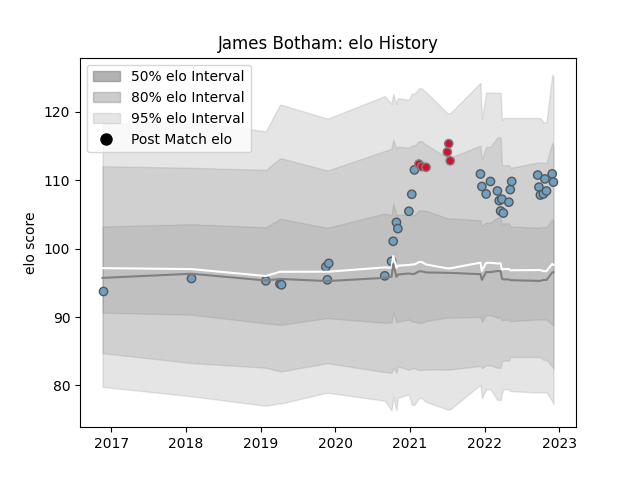 James Botham: elo History
50% elo Interval
80% elo Interval
95% elo Interval
Post Match elo
elo score
120
110
100
90
80
2017 2018 2019 2020 2021 2022 2023